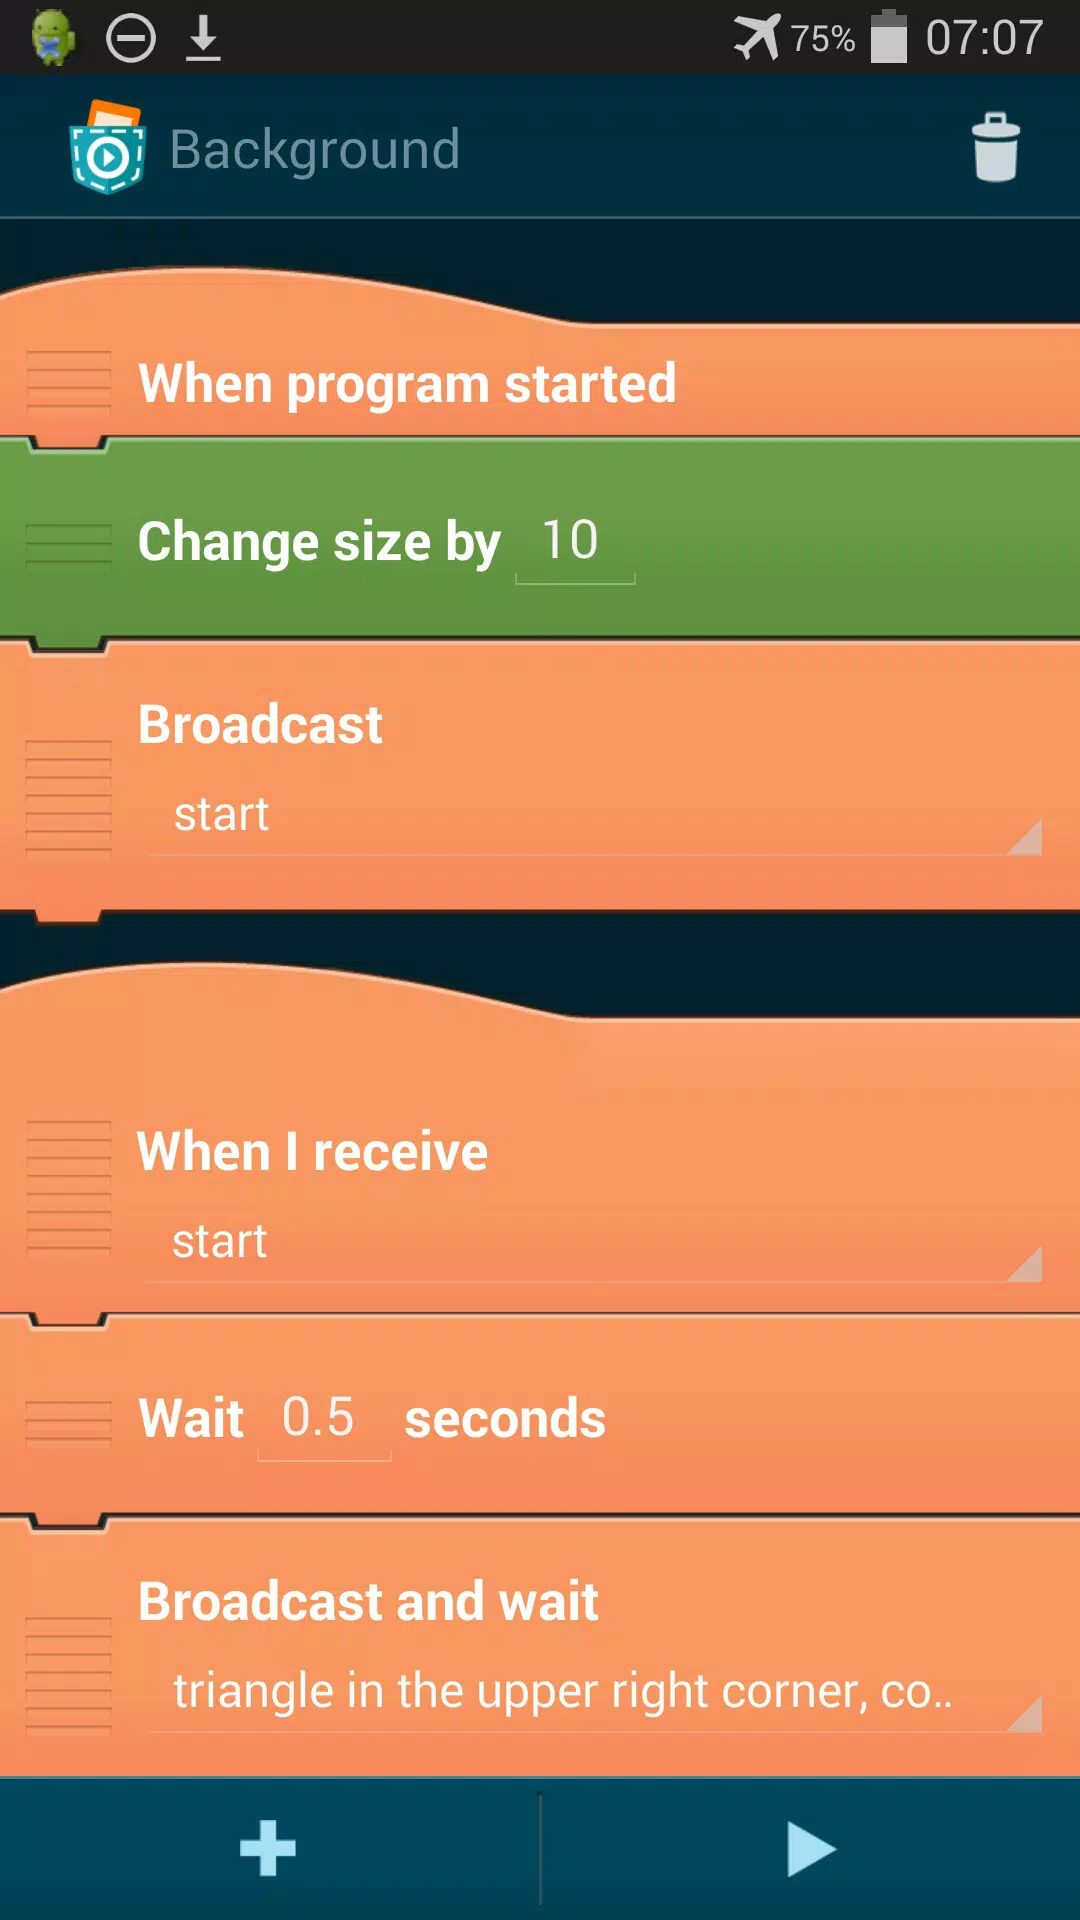 75% 07:07
Background
When program started
Change size by 10
Broadcast
start
When I receive
start
Wait 0.5 seconds
Broadcast and wait
triangle in the upper right corner, co..